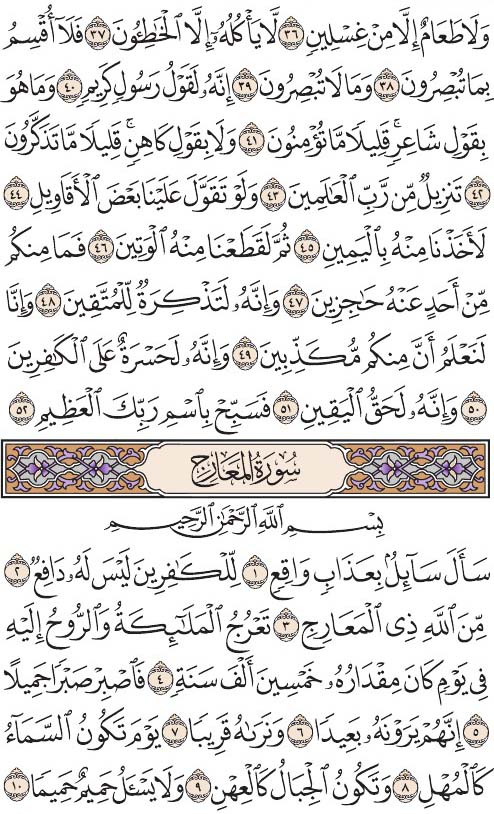 وَلَا طَعَامٌ إِلَّا مِنْ غِسْلِينٍ ٣٦ لَّا يَأْكُلُهُۥٓ إِلَّا ٱلْخَـٰطِـُٔونَ ٣٧ فَلَآ أُقْسِمُ
بِمَا تُبْصِرُونَ ٣٨ وَمَا لَا تُبْصِرُونَ ٣٩ إِنَّهُۥ لَقَوْلُ رَسُولٍ كَرِيمٍ ٤٠ وَمَا هُوَ
بِقَوْلِ شَاعِرٍ ۚ قَلِيلًا مَّا تُؤْمِنُونَ ٤١ وَلَا بِقَوْلِ كَاهِنٍ ۚ قَلِيلًا مَّا تَذَكَّرُونَ
٤٢ تَنزِيلٌ مِّن رَّبِّ ٱلْعَـٰلَمِينَ ٤٣ وَلَوْ تَقَوَّلَ عَلَيْنَا بَعْضَ ٱلْأَقَاوِيلِ ٤٤
لَأَخَذْنَا مِنْهُ بِٱلْيَمِينِ ٤٥ ثُمَّ لَقَطَعْنَا مِنْهُ ٱلْوَتِينَ ٤٦ فَمَا مِنكُم
مِّنْ أَحَدٍ عَنْهُ حَـٰجِزِينَ ٤٧ وَإِنَّهُۥ لَتَذْكِرَةٌ لِّلْمُتَّقِينَ ٤٨ وَإِنَّا
لَنَعْلَمُ أَنَّ مِنكُم مُّكَذِّبِينَ ٤٩ وَإِنَّهُۥ لَحَسْرَةٌ عَلَى ٱلْكَـٰفِرِينَ
٥٠ وَإِنَّهُۥ لَحَقُّ ٱلْيَقِينِ ٥١ فَسَبِّحْ بِٱسْمِ رَبِّكَ ٱلْعَظِيمِ ٥٢
سُورَةُ المَعَارِجِ
بِسْمِ ٱللَّهِ ٱلرَّحْمَـٰنِ ٱلرَّحِيمِ
سَأَلَ سَآئِلٌۢ بِعَذَابٍ وَاقِعٍ ١ لِّلْكَـٰفِرِينَ لَيْسَ لَهُۥ دَافِعٌ ٢
مِّنَ ٱللَّهِ ذِى ٱلْمَعَارِجِ ٣ تَعْرُجُ ٱلْمَلَـٰٓئِكَةُ وَٱلرُّوحُ إِلَيْهِ
فِى يَوْمٍ كَانَ مِقْدَارُهُۥ خَمْسِينَ أَلْفَ سَنَةٍ ٤ فَٱصْبِرْ صَبْرًا جَمِيلًا
٥ إِنَّهُمْ يَرَوْنَهُۥ بَعِيدًا ٦ وَنَرَىٰهُ قَرِيبًا ٧ يَوْمَ تَكُونُ ٱلسَّمَآءُ
كَٱلْمُهْلِ ٨ وَتَكُونُ ٱلْجِبَالُ كَٱلْعِهْنِ ٩ وَلَا يَسْـَٔلُ حَمِيمٌ حَمِيمًا ١٠